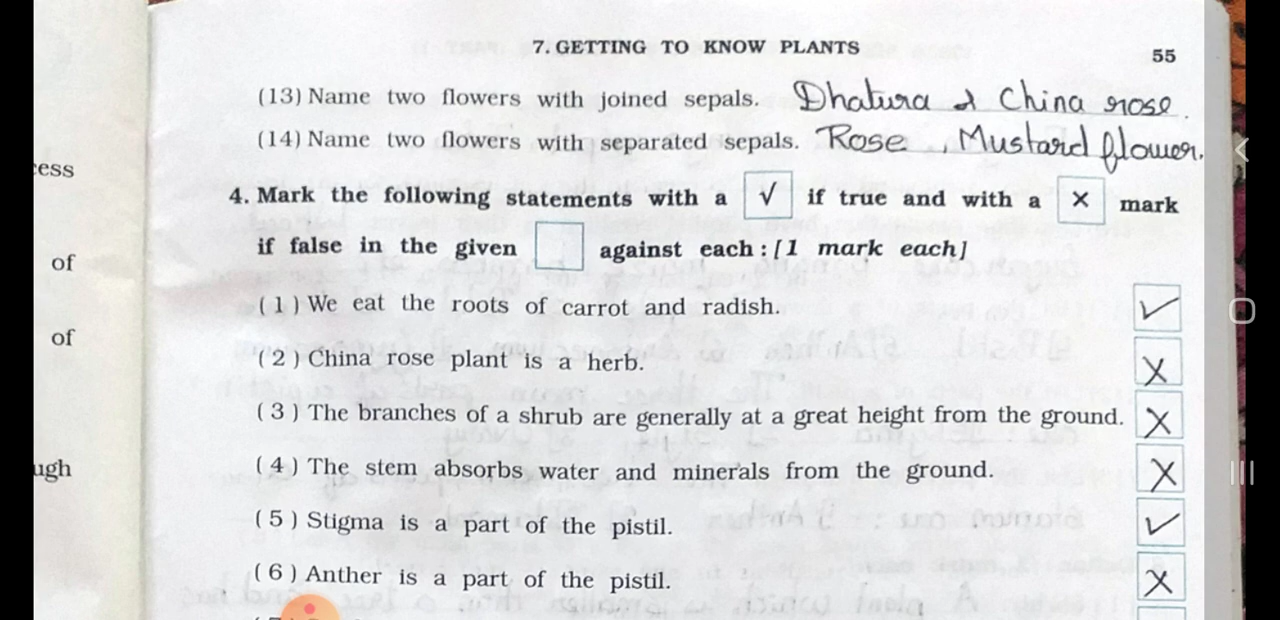 7. GETTING TO KNOW PLANTS
55
(13) Name two flowers with joined sepals. Dhatura & China rose.
(14) Name two flowers with separated sepals. Rose, Mustard flower.
4. Mark the following statements with a √ if true and with a × mark
if false in the given against each : [1 mark each]
(1) We eat the roots of carrot and radish. ✓
(2) China rose plant is a herb. X
(3) The branches of a shrub are generally at a great height from the ground. X
(4) The stem absorbs water and minerals from the ground. X
(5) Stigma is a part of the pistil. ✓
(6) Anther is a part of the pistil. X
of
of